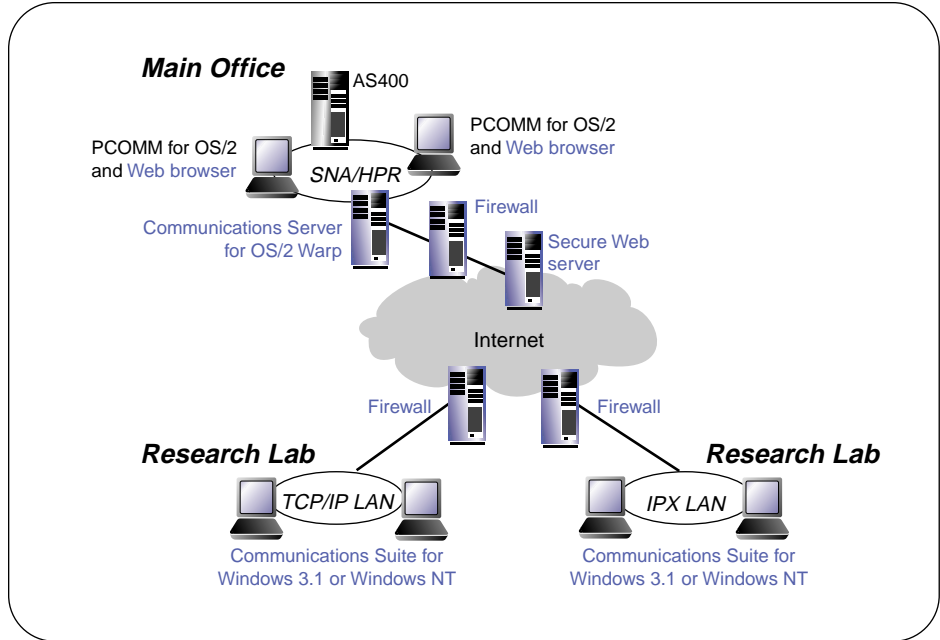 Main Office
AS400
PCOMM for OS/2
and Web browser
PCOMM for OS/2
and Web browser
SNA/HPR
Communications Server
for OS/2 Warp
Firewall
Secure Web
server
Internet
Firewall
Firewall
Research Lab
Research Lab
TCP/IP LAN
IPX LAN
Communications Suite for
Windows 3.1 or Windows NT
Communications Suite for
Windows 3.1 or Windows NT